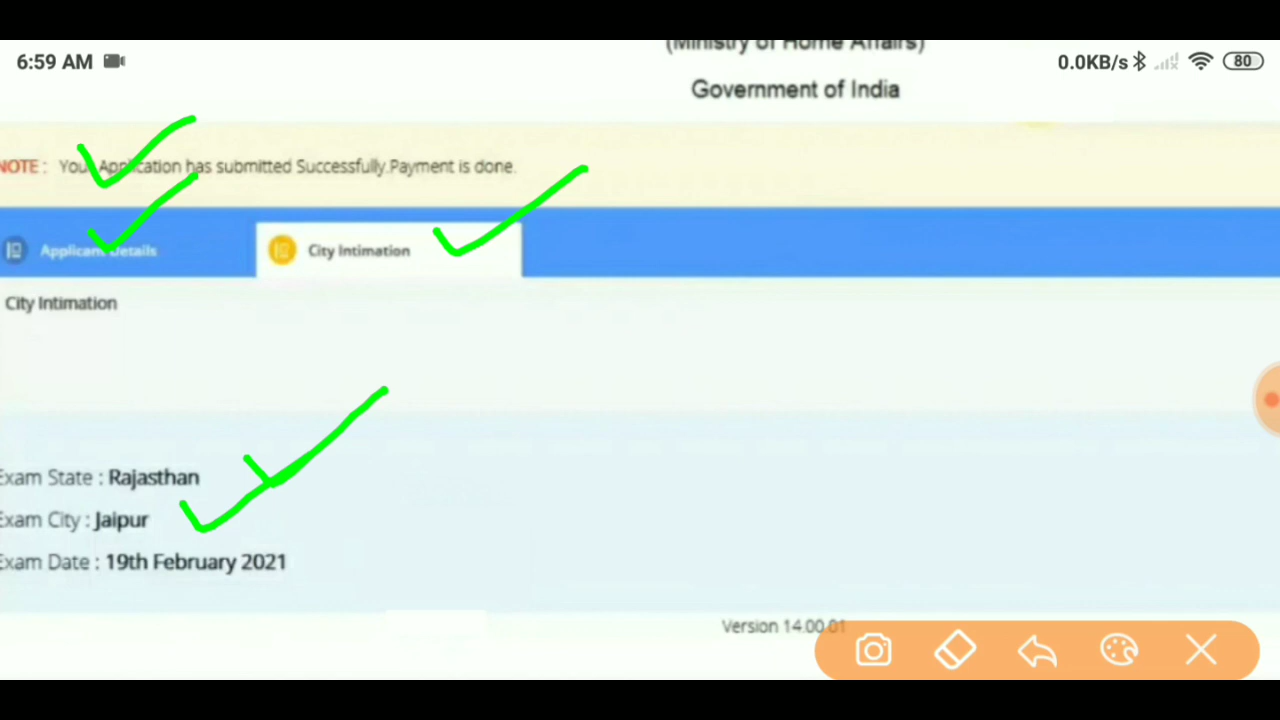 (Ministry of Home Affairs)
6:59 AM
0.0KB/s
80
Government of India
NOTE : Your Application has submitted Successfully.Payment is done.
Applicant Details
City Intimation
City Intimation
Exam State : Rajasthan
Exam City : Jaipur
Exam Date : 19th February 2021
Version 14.00.01